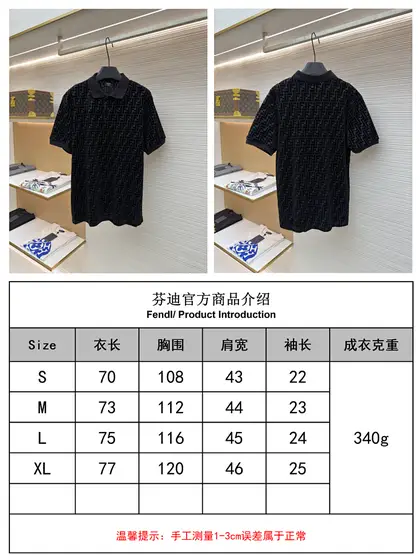 芬迪官方商品介绍
FendI/ Product Introduction
Size 衣长 胸围 肩宽 袖长 成衣克重
S 70 108 43 22
M 73 112 44 23
L 75 116 45 24
XL 77 120 46 25
340g
温馨提示：手工测量1-3cm误差属于正常